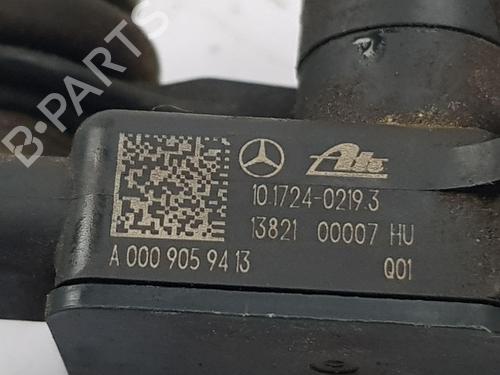 Ate
10.1724-0219.3
13821 00007 HU
A 000 905 94 13
Q01
B-PARTS